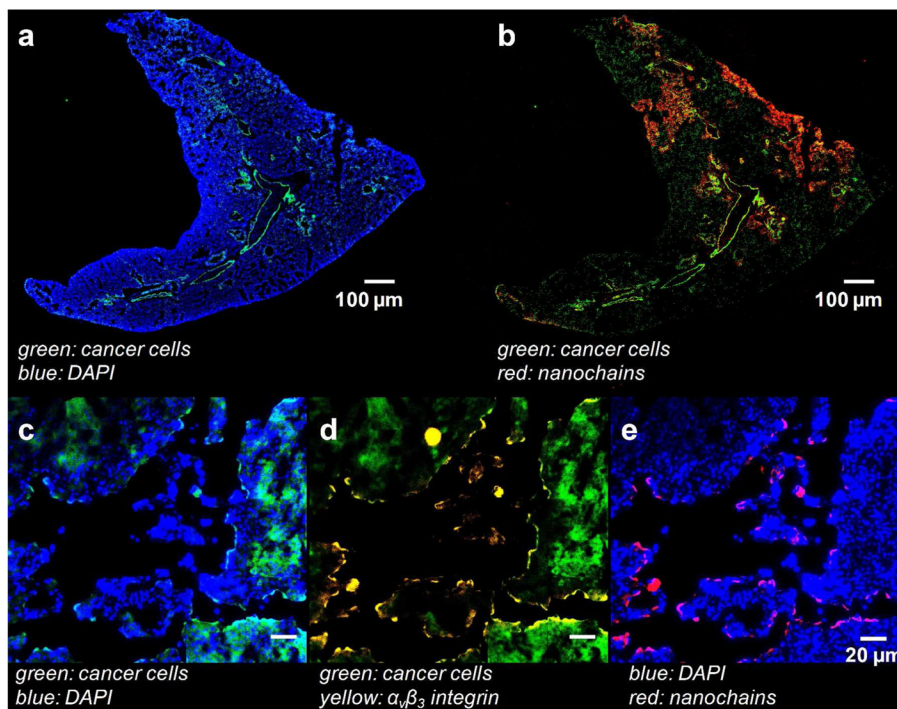 a
b
100 µm
100 µm
green: cancer cells
blue: DAPI
green: cancer cells
red: nanochains
c
d
e
20 µm
green: cancer cells
blue: DAPI
green: cancer cells
yellow: αvβ3 integrin
blue: DAPI
red: nanochains